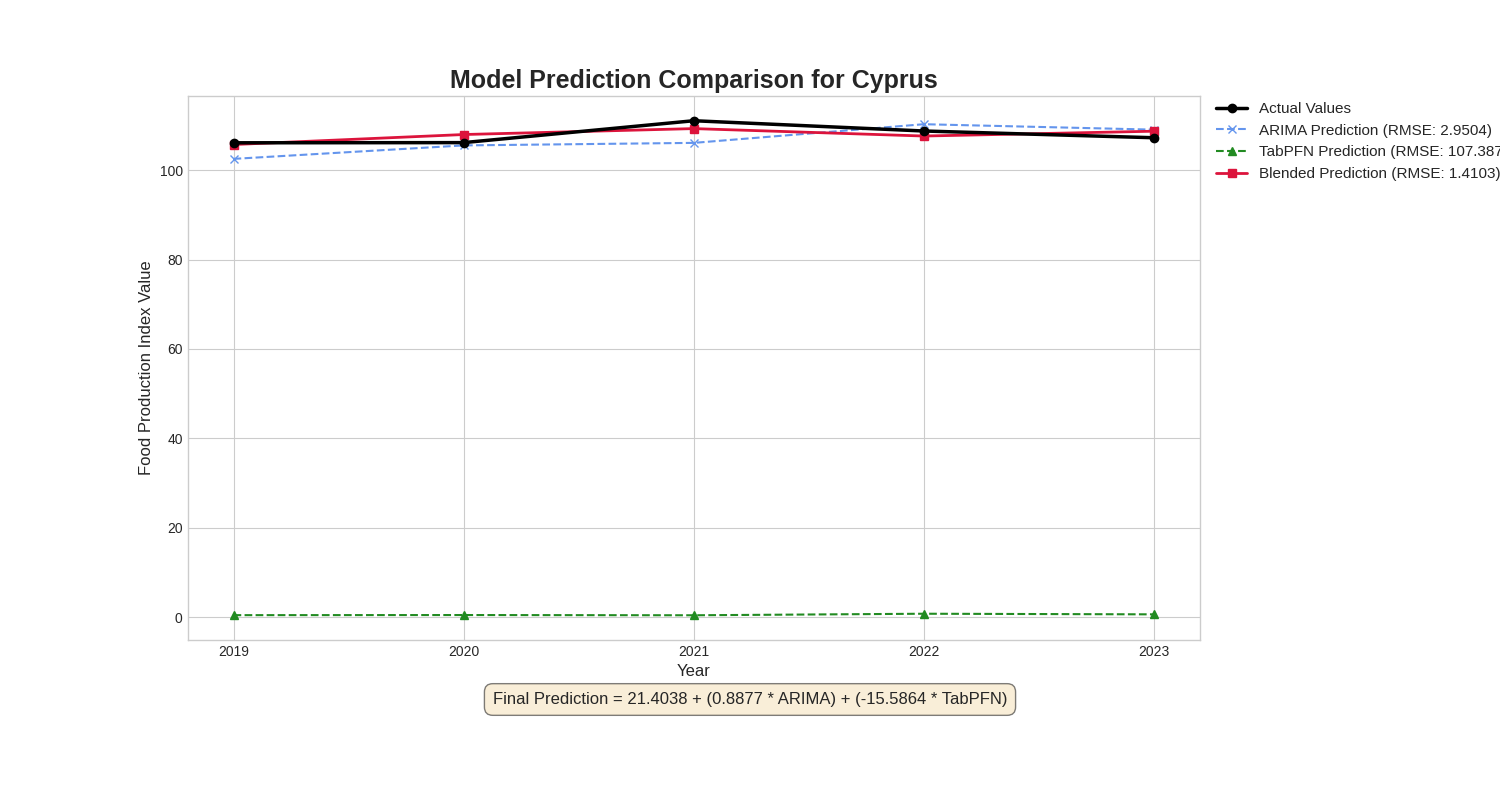 Model Prediction Comparison for Cyprus
Actual Values
ARIMA Prediction (RMSE: 2.9504)
TabPFN Prediction (RMSE: 107.387
Blended Prediction (RMSE: 1.4103)
Food Production Index Value
100
80
60
40
20
0
2019 2020 2021 2022 2023
Year
Final Prediction = 21.4038 + (0.8877 * ARIMA) + (-15.5864 * TabPFN)